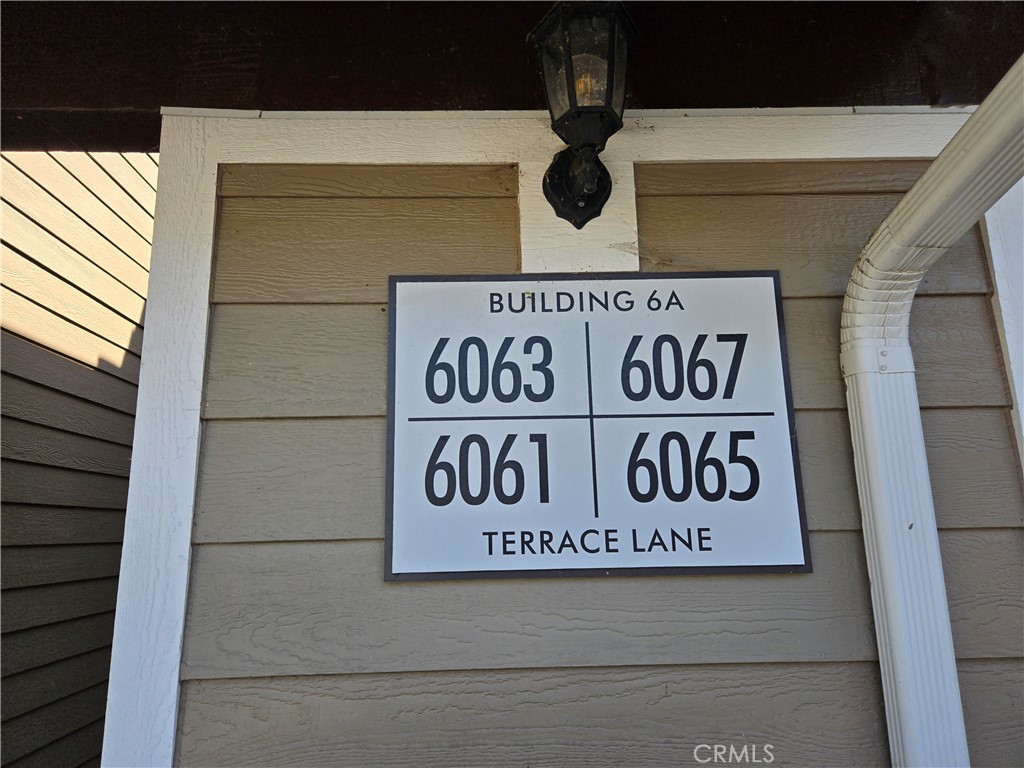 BUILDING 6A
6063 6067
6061 6065
TERRACE LANE
CRMLS